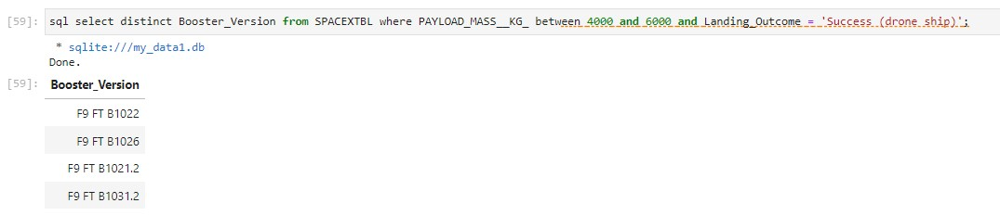 [59]: sql select distinct Booster_Version from SPACEXTBL where PAYLOAD_MASS__KG_ between 4000 and 6000 and Landing_Outcome = 'Success (drone ship)';
* sqlite:///my_data1.db
Done.
[59]: Booster_Version
F9 FT B1022
F9 FT B1026
F9 FT B1021.2
F9 FT B1031.2